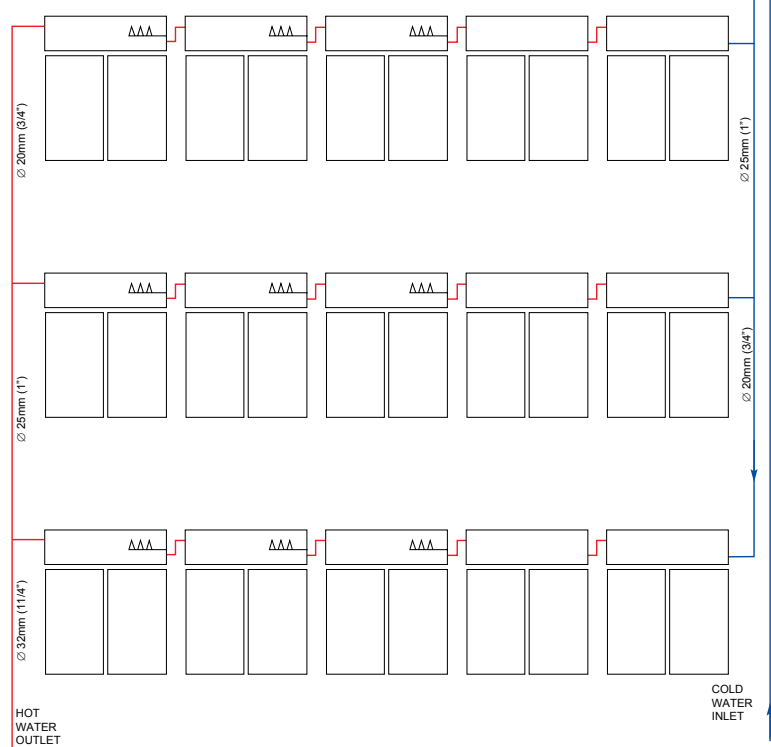 Ø 20mm (3/4")
Ø 25mm (1")
Ø 25mm (1")
Ø 20mm (3/4")
Ø 32mm (11/4")
HOT
WATER
OUTLET
COLD
WATER
INLET